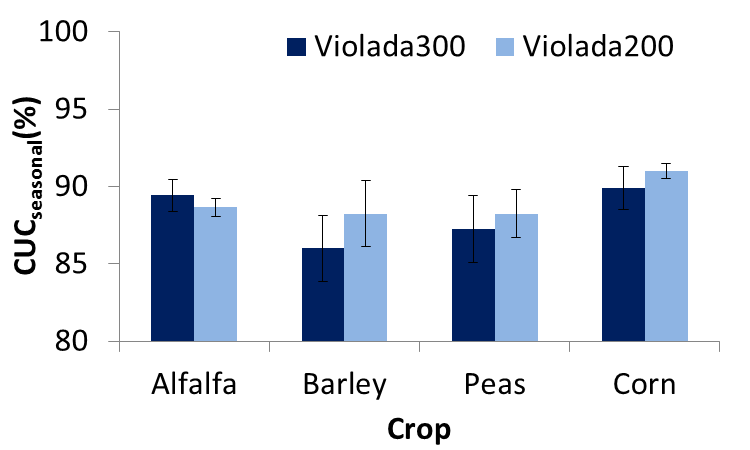 100
Violada300 Violada200
95
90
85
80
CUCseasonal(%)
Alfalfa Barley Peas Corn
Crop